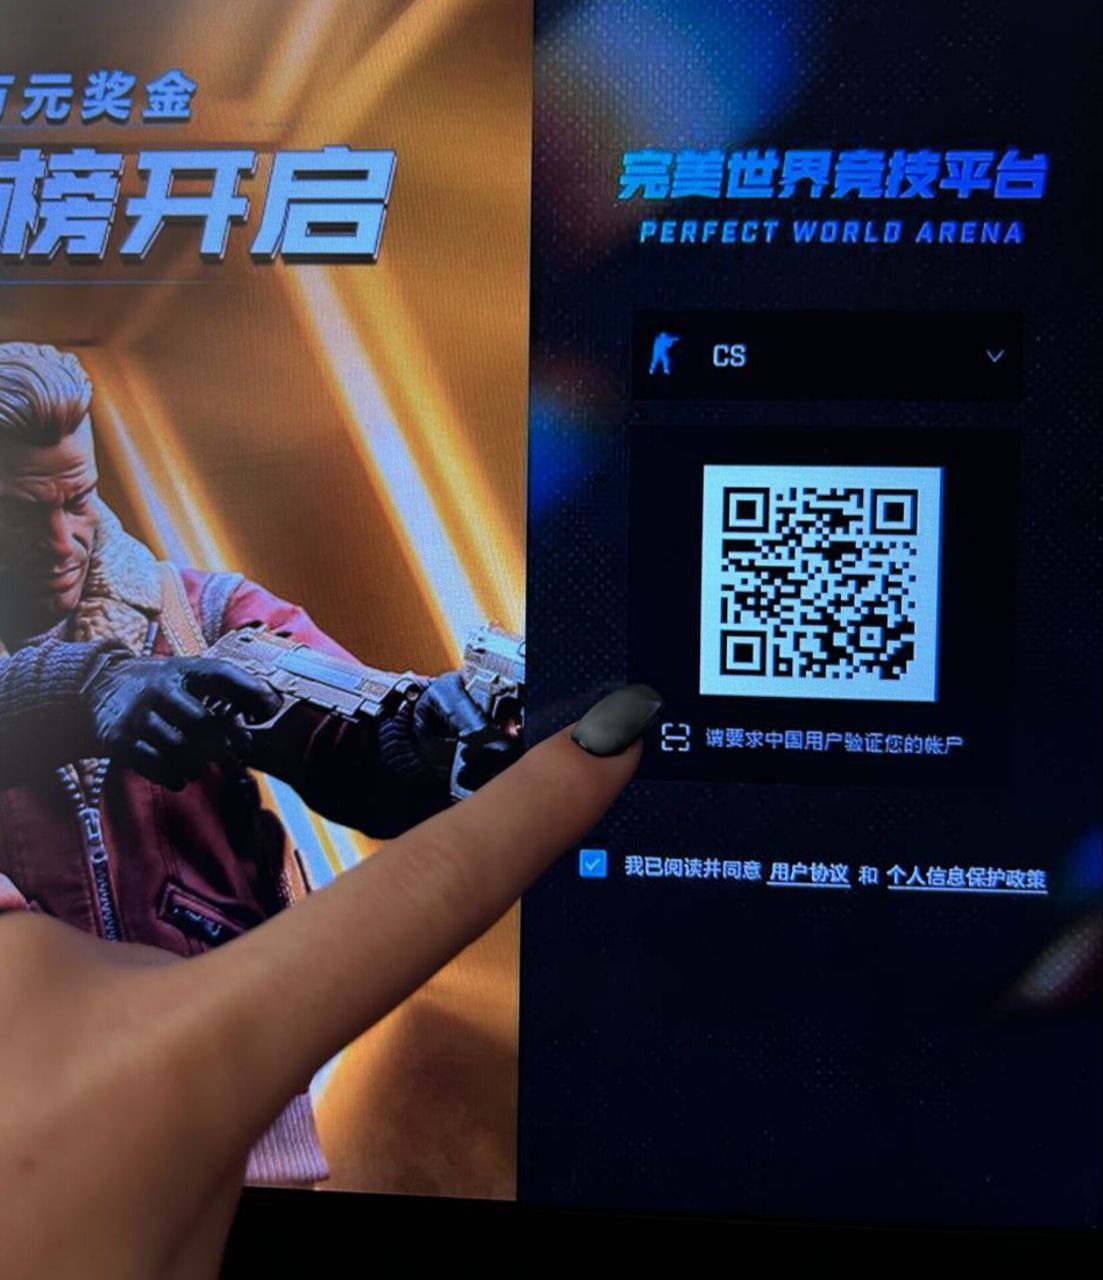 元奖金
榜开启
完美世界竞技平台
PERFECT WORLD ARENA
CS
请要求中国用户验证您的帐户
我已阅读并同意 用户协议 和 个人信息保护政策